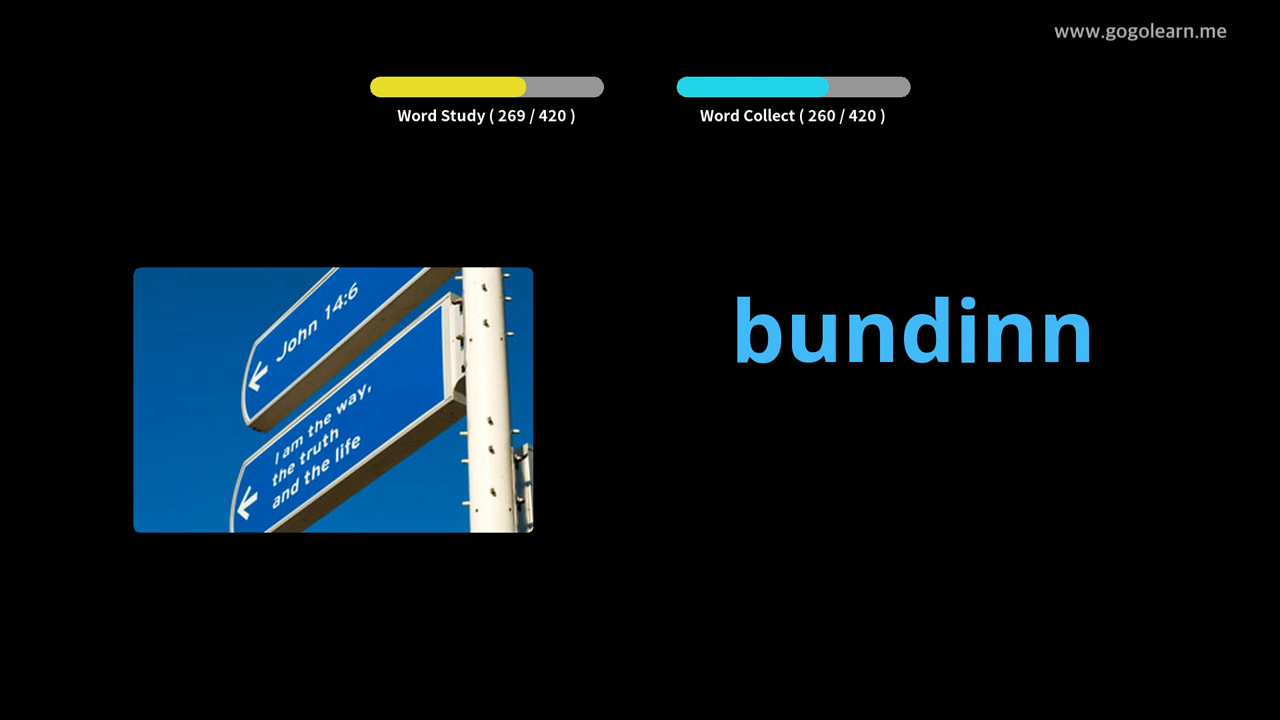 www.gogolearn.me
Word Study ( 269 / 420 )
Word Collect ( 260 / 420 )
bundinn
John 14:6
I am the way,
the truth
and the life